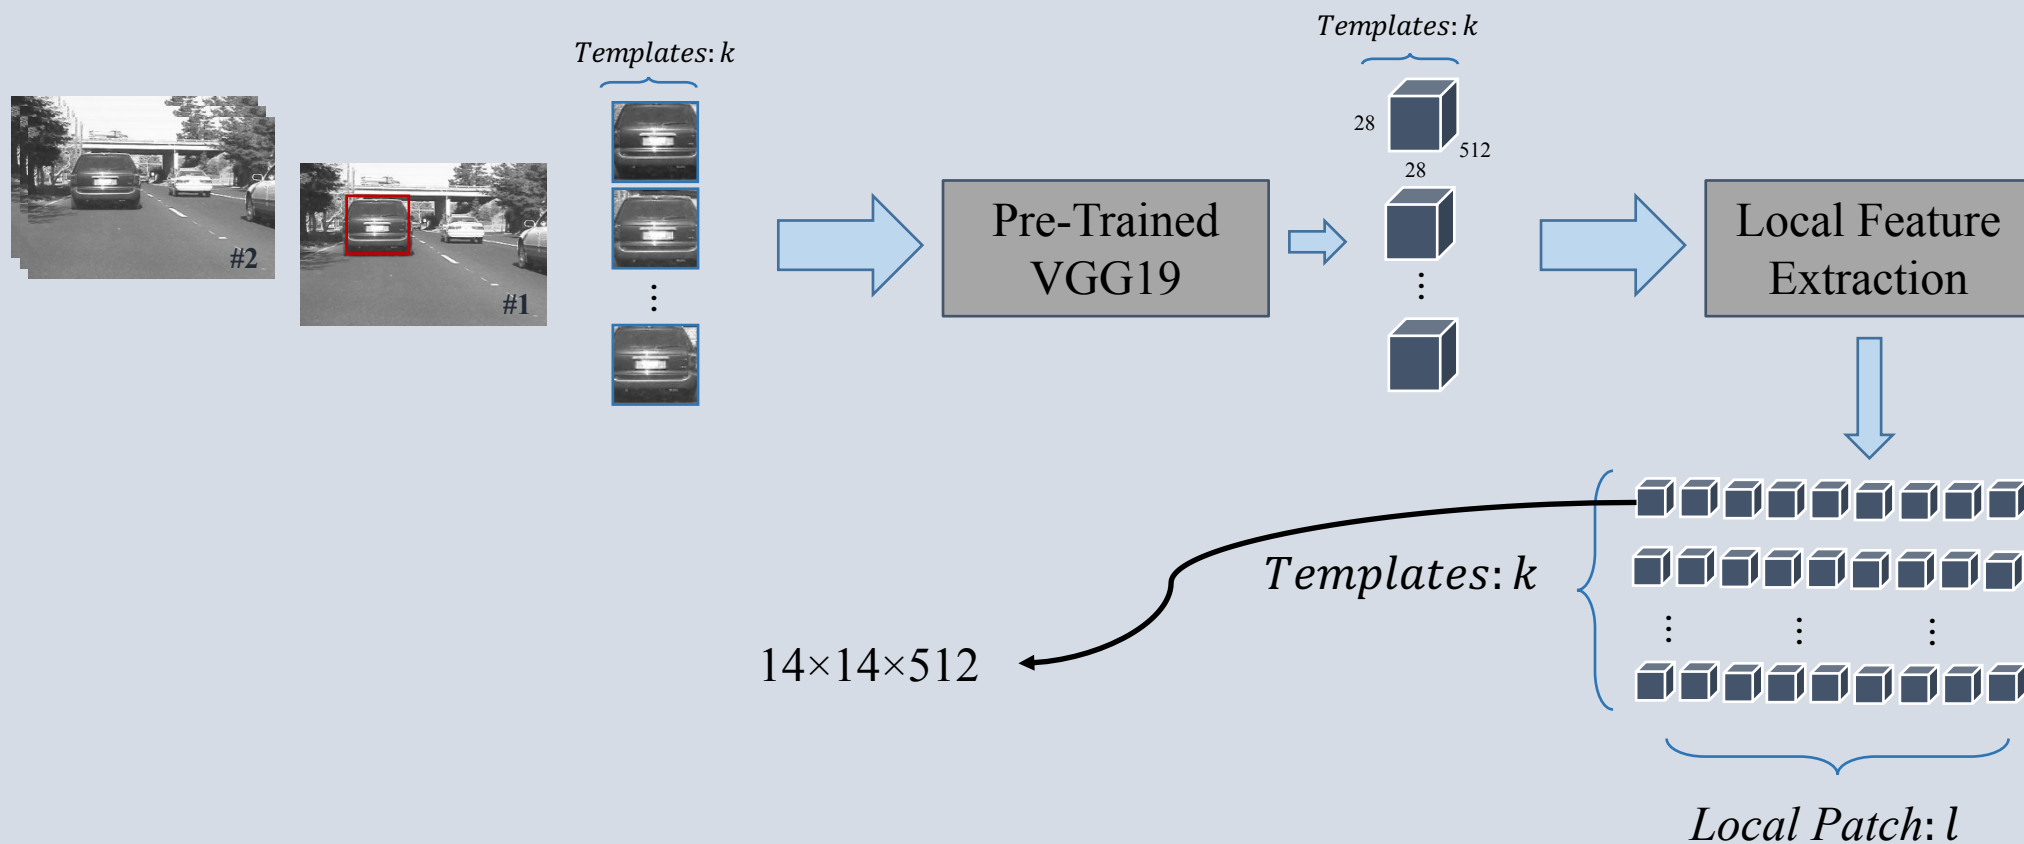 Templates: k
Templates: k
28
512
28
#2
#1
Pre-Trained
VGG19
Local Feature
Extraction
Templates: k
14×14×512
Local Patch: l